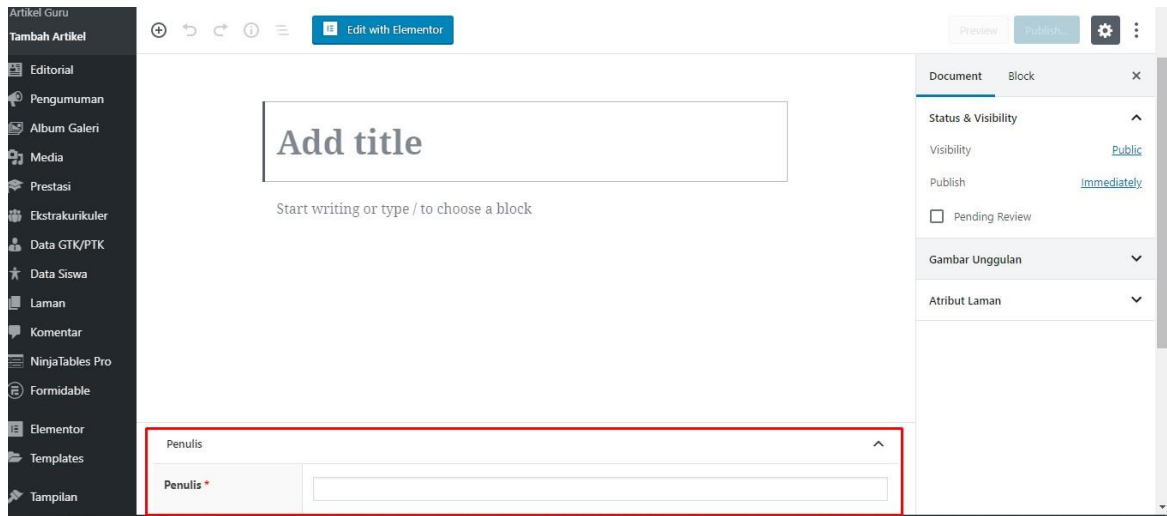 Artikel Guru
Tambah Artikel
Editorial
Pengumuman
Album Galeri
Media
Prestasi
Ekstrakurikuler
Data GTK/PTK
Data Siswa
Laman
Komentar
NinjaTables Pro
Formidable
Elementor
Templates
Tampilan
Edit with Elementor
Preview
Publish...
Add title
Start writing or type / to choose a block
Penulis
Penulis *
Document Block
Status & Visibility
Visibility Public
Publish Immediately
Pending Review
Gambar Unggulan
Atribut Laman